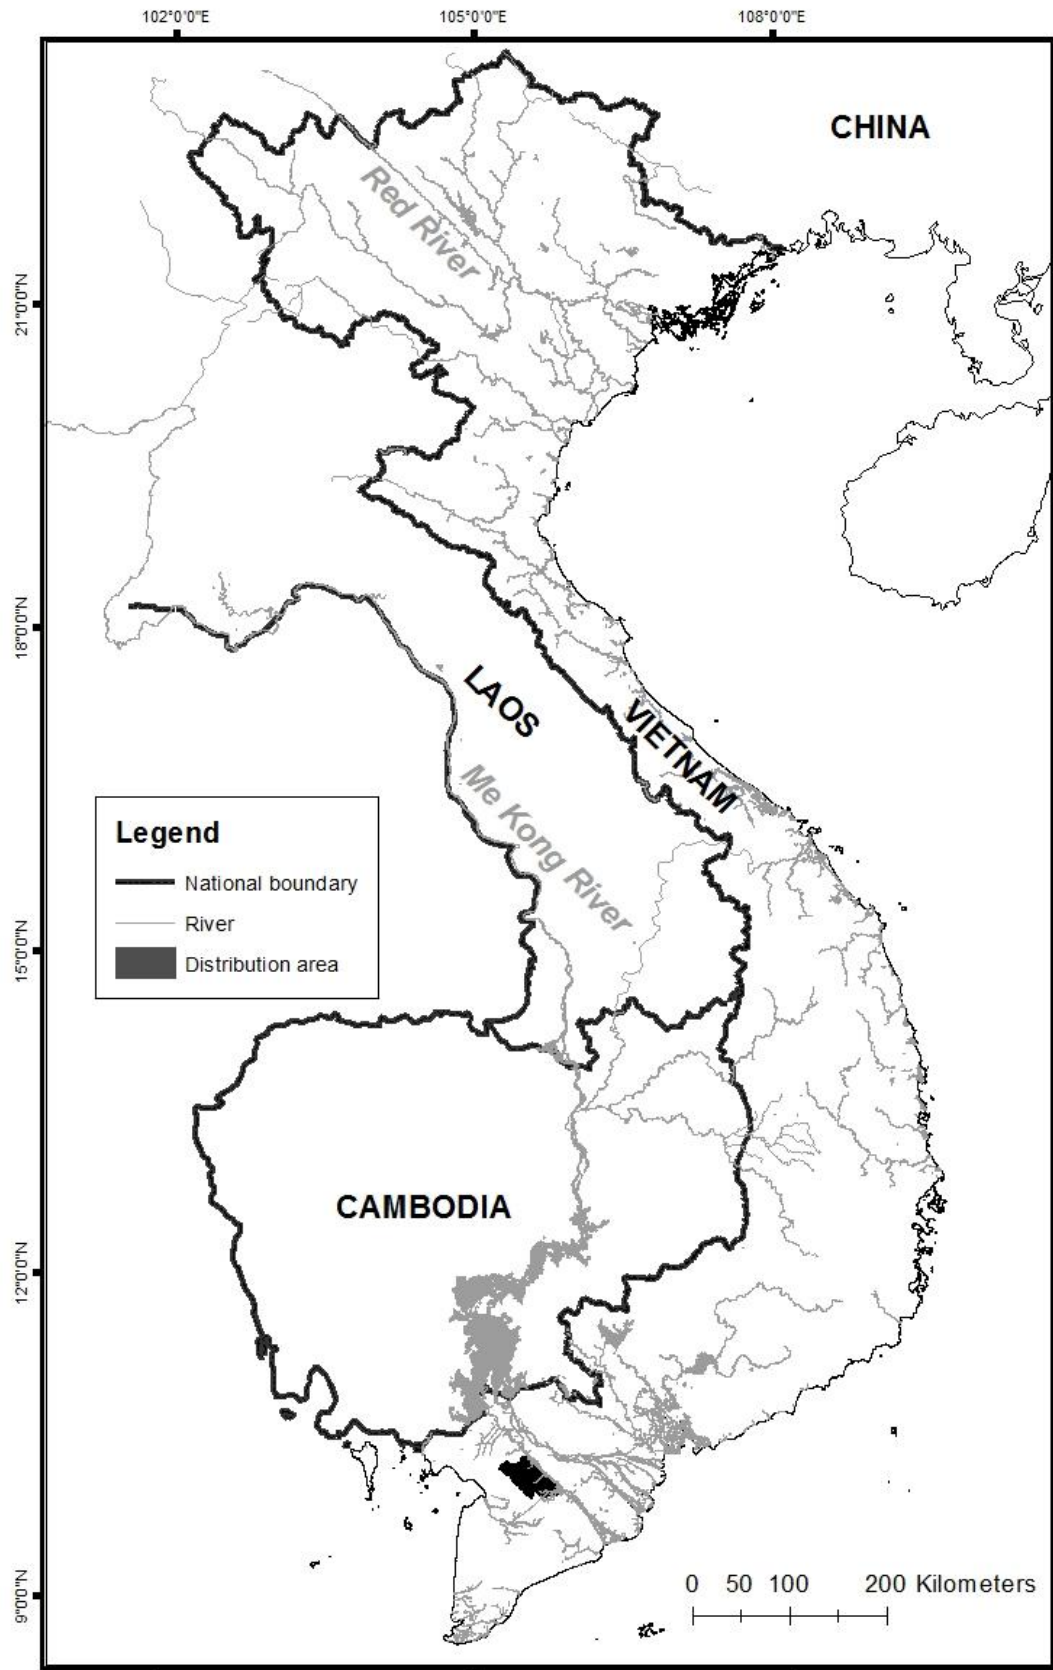 102°0'0"E
105°0'0"E
108°0'0"E
CHINA
Red River
21°0'0"N
18°0'0"N
LAOS
VIETNAM
Me Kong River
Legend
National boundary
River
Distribution area
15°0'0"N
CAMBODIA
12°0'0"N
9°0'0"N
0 50 100 200 Kilometers